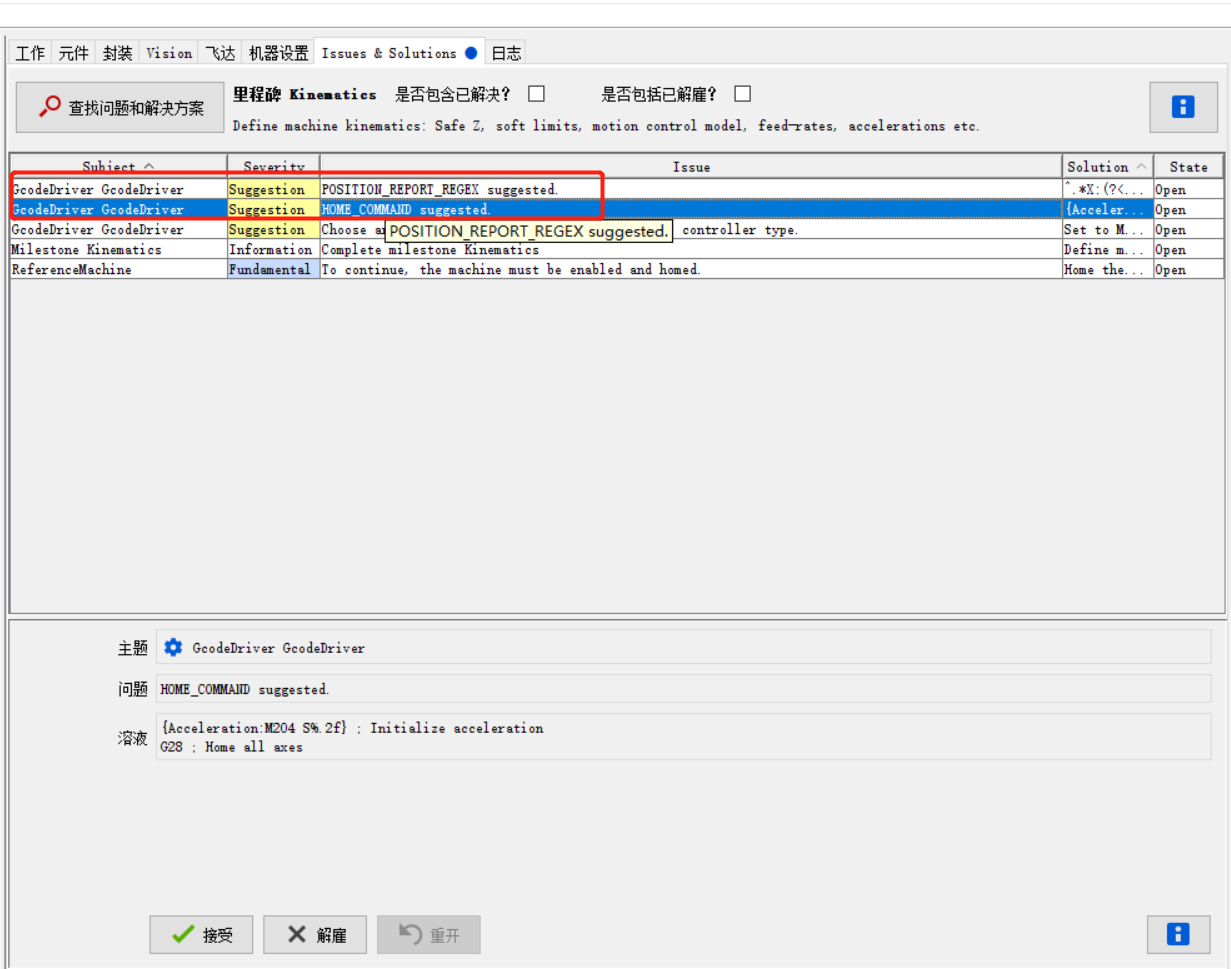 工作 元件 封装 Vision 飞达 机器设置 Issues & Solutions 日志
查找问题和解决方案
里程碑 Kinematics 是否包含已解决? 是否包括已解雇?
Define machine kinematics: Safe Z, soft limits, motion control model, feed-rates, accelerations etc.
Subject Severity Issue Solution State
GcodeDriver GcodeDriver Suggestion POSITION_REPORT_REGEX suggested. ^.*X:(?<... Open
GcodeDriver GcodeDriver Suggestion HOME_COMMAND suggested. {Acceler... Open
GcodeDriver GcodeDriver Suggestion Choose controller type. Set to M... Open
POSITION_REPORT_REGEX suggested.
Milestone Kinematics Information Complete milestone Kinematics Define m... Open
ReferenceMachine Fundamental To continue, the machine must be enabled and homed. Home the... Open
主题 GcodeDriver GcodeDriver
问题 HOME_COMMAND suggested.
溶液 {Acceleration:M204 S%.2f} ; Initialize acceleration
G28 ; Home all axes
接受 解雇 重开